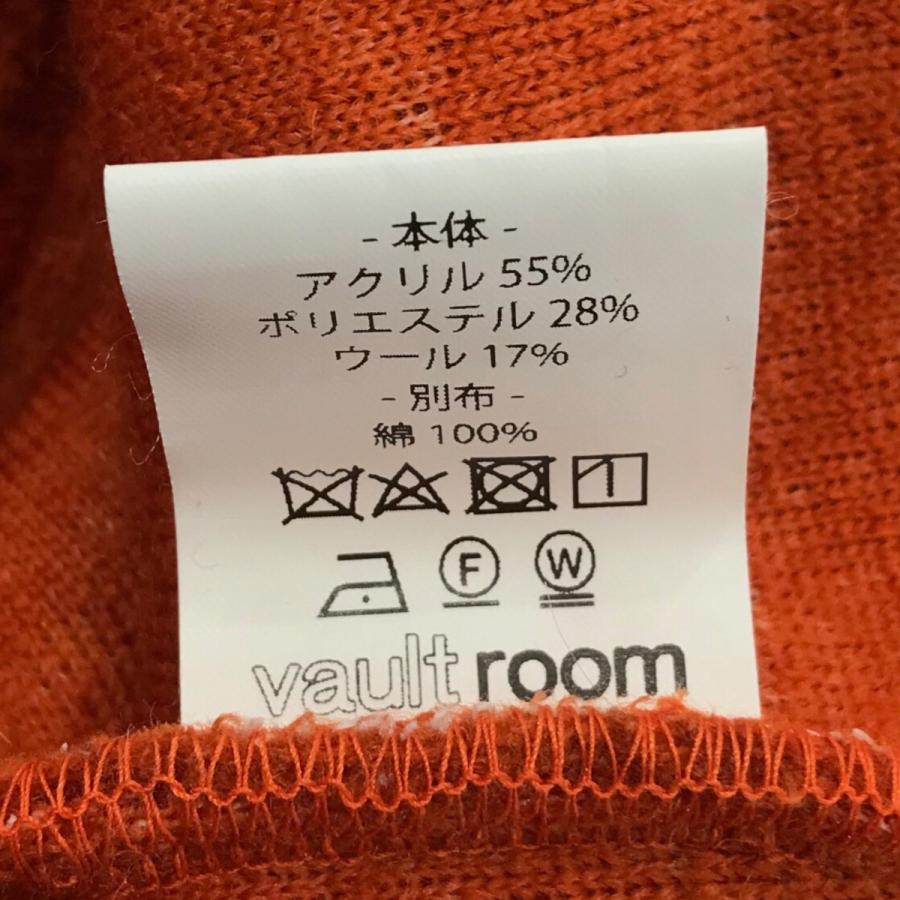 - 本体 -
アクリル 55%
ポリエステル 28%
ウール 17%
- 別布 -
綿 100%
F W
vault room